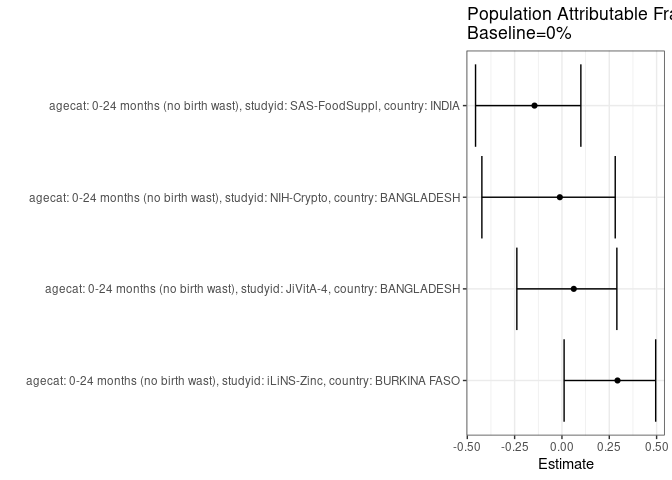 Population Attributable Fra
Baseline=0%
agecat: 0-24 months (no birth wast), studyid: SAS-FoodSuppl, country: INDIA
agecat: 0-24 months (no birth wast), studyid: NIH-Crypto, country: BANGLADESH
agecat: 0-24 months (no birth wast), studyid: JiVitA-4, country: BANGLADESH
agecat: 0-24 months (no birth wast), studyid: iLiNS-Zinc, country: BURKINA FASO
-0.50 -0.25 0.00 0.25 0.50
Estimate